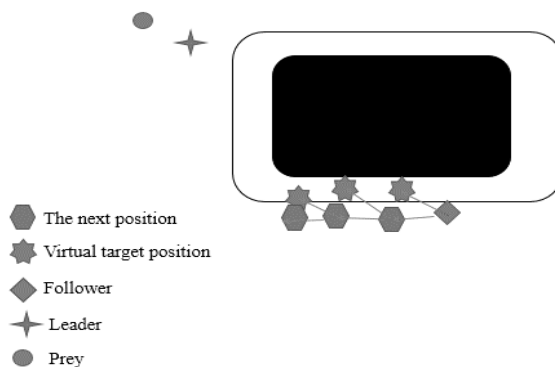 The next position
Virtual target position
Follower
Leader
Prey